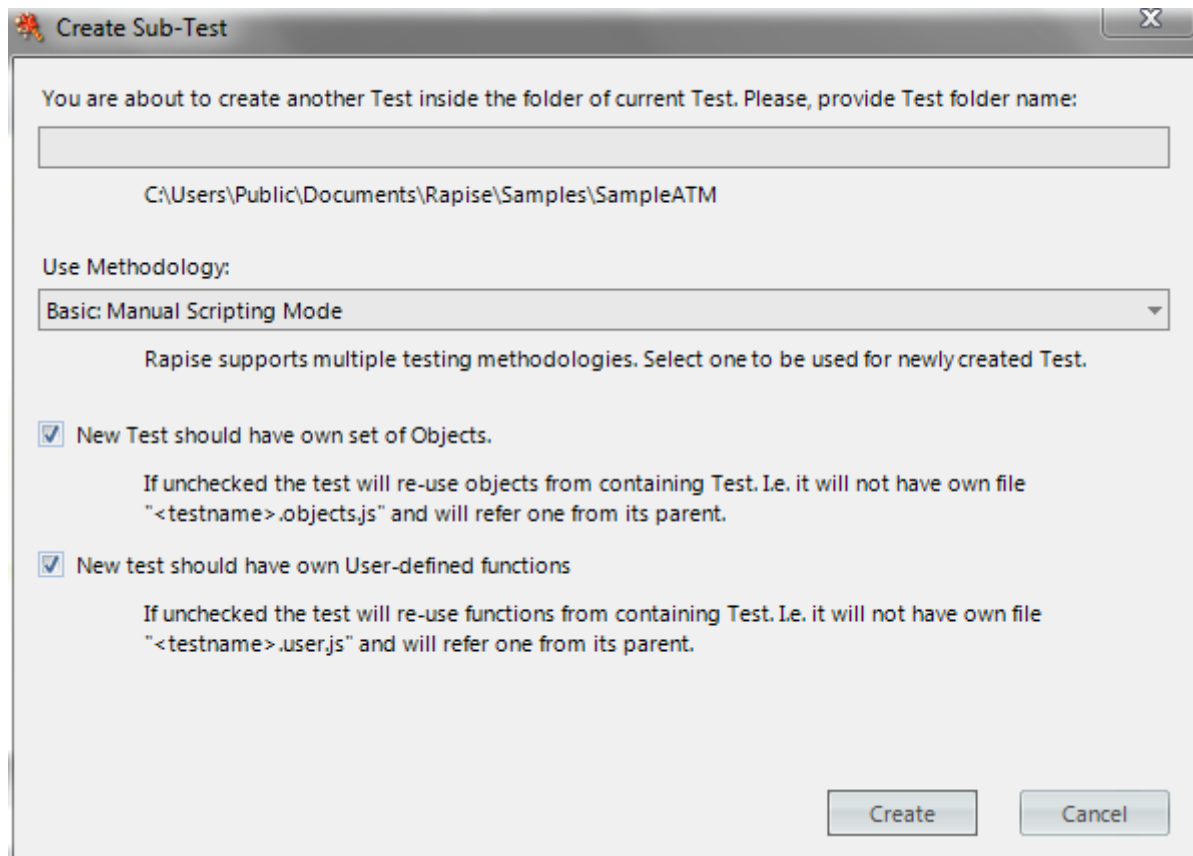 Create Sub-Test
You are about to create another Test inside the folder of current Test. Please, provide Test folder name:
C:\Users\Public\Documents\Rapise\Samples\SampleATM
Use Methodology:
Basic: Manual Scripting Mode
Rapise supports multiple testing methodologies. Select one to be used for newly created Test.
New Test should have own set of Objects.
If unchecked the test will re-use objects from containing Test. I.e. it will not have own file
"<testname>.objects.js" and will refer one from its parent.
New test should have own User-defined functions
If unchecked the test will re-use functions from containing Test. I.e. it will not have own file
"<testname>.user.js" and will refer one from its parent.
Create Cancel